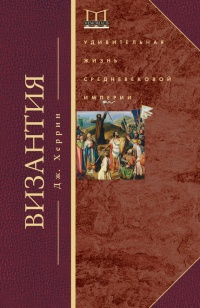 УДИВИТЕЛЬНАЯ
ЖИЗНЬ
СРЕДНЕВЕКОВОЙ
ИМПЕРИИ
ВИЗАНТИЯ
Дж. Херрин